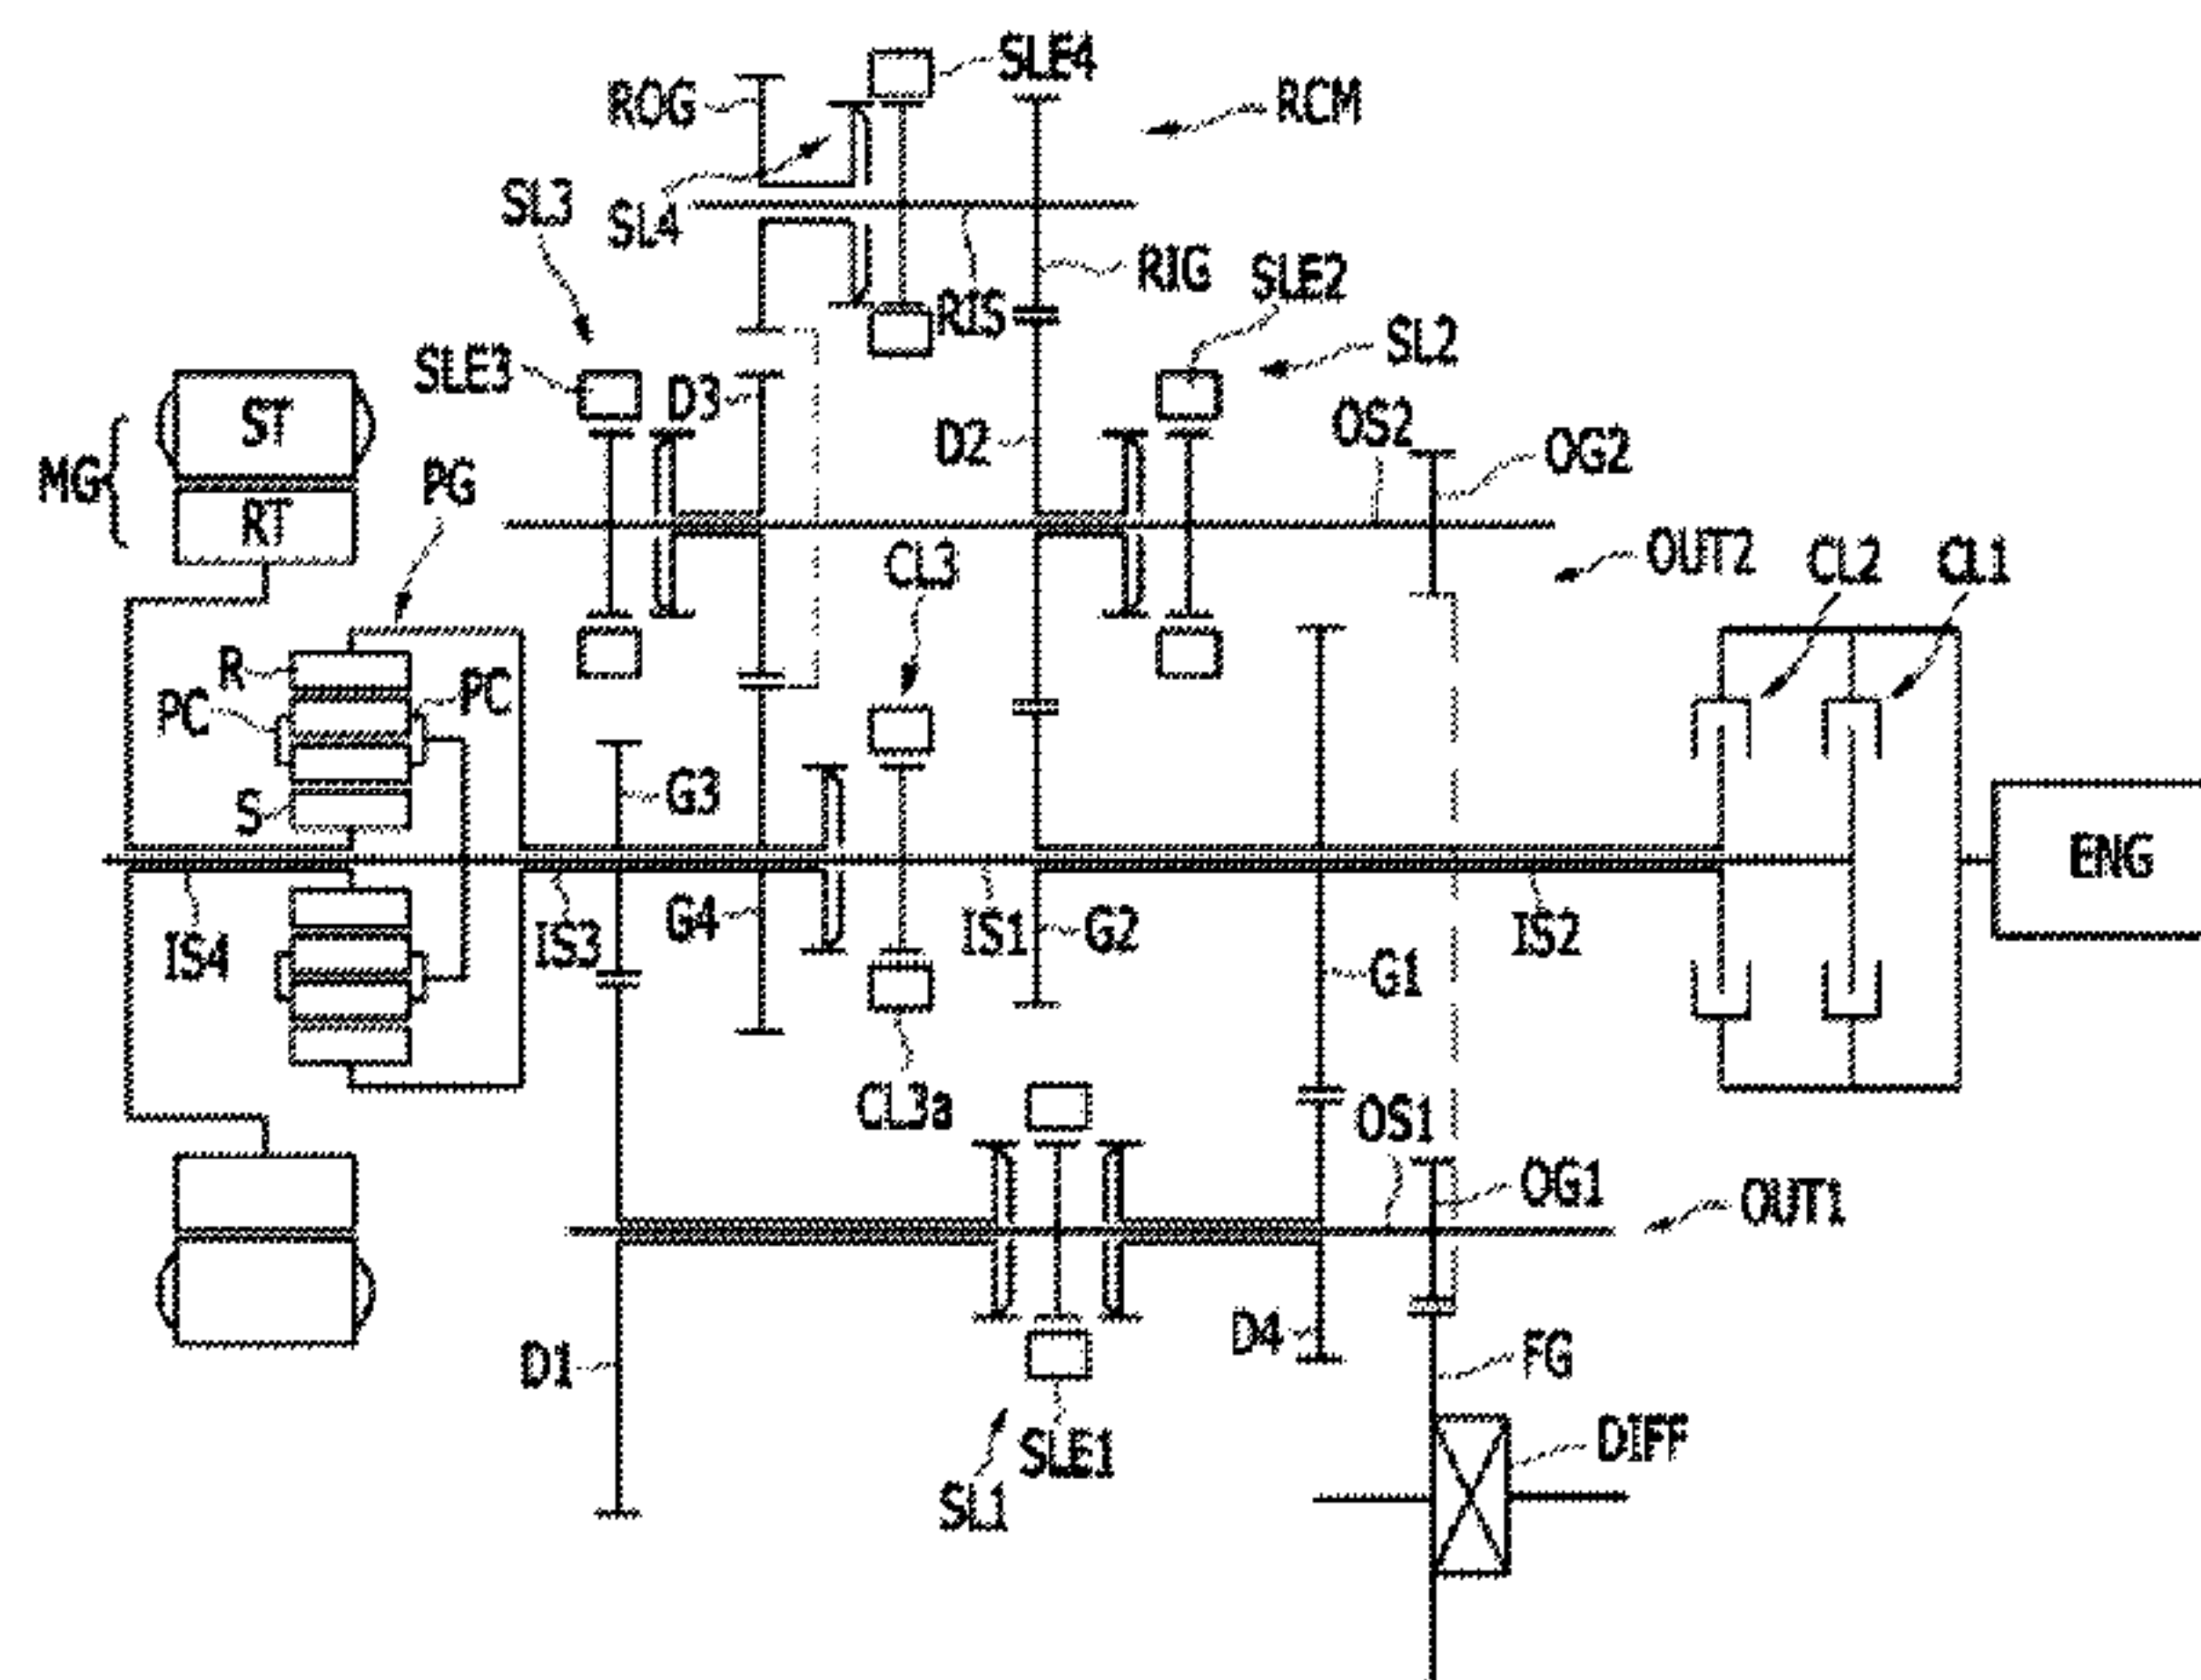 SLE4
ROG
RCM
SL3
SL4
RIG
SLE2
RIS
SL2
SLE3
D3
ST
OS2
D2
OG2
MG
PG
RT
CL3
OUT2
CL2
CL1
R
PC
PC
G3
S
ENG
G4
IS4
IS3
IS1
G2
IS2
G1
CL3a
OS1
OG1
OUT1
D4
D1
FG
DIFF
SLE1
SL1